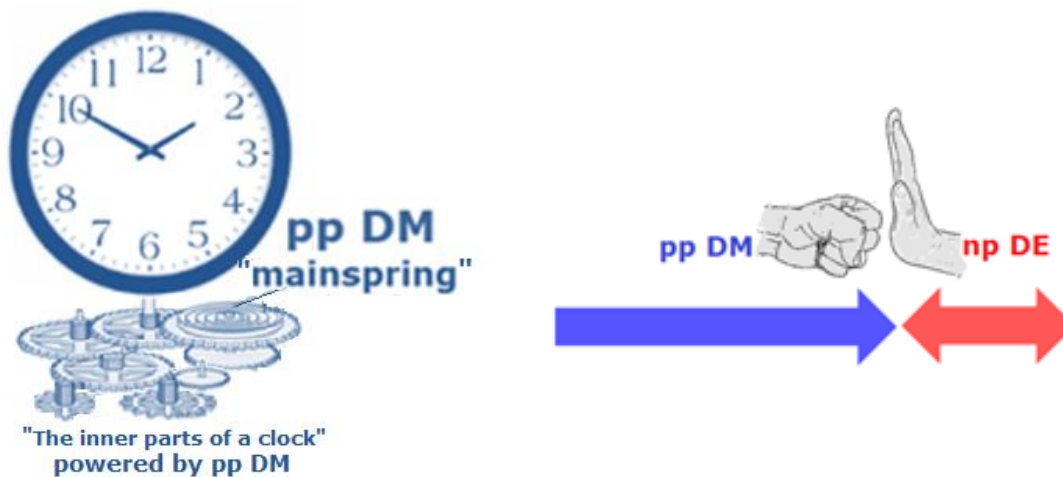 12
11
1
10
2
9
3
8
4
7
5
6
pp DM
"mainspring"
"The inner parts of a clock"
powered by pp DM
pp DM
np DE